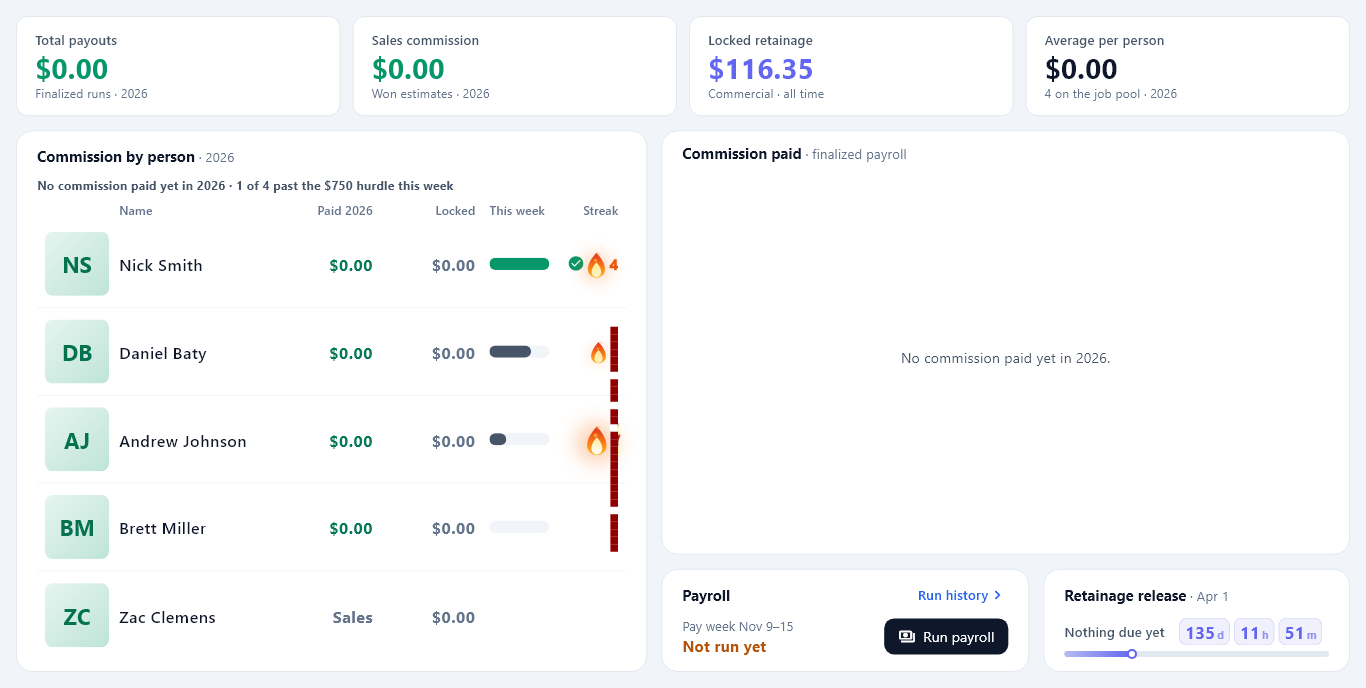 Total payouts
$0.00
Finalized runs · 2026
Sales commission
$0.00
Won estimates · 2026
Locked retainage
$116.35
Commercial · all time
Average per person
$0.00
4 on the job pool · 2026
Commission by person · 2026
No commission paid yet in 2026 · 1 of 4 past the $750 hurdle this week
Name Paid 2026 Locked This week Streak
NS Nick Smith $0.00 $0.00 4
DB Daniel Baty $0.00 $0.00
AJ Andrew Johnson $0.00 $0.00
BM Brett Miller $0.00 $0.00
ZC Zac Clemens Sales $0.00
Commission paid · finalized payroll
No commission paid yet in 2026.
Payroll
Run history
Pay week Nov 9–15
Not run yet
Run payroll
Retainage release · Apr 1
Nothing due yet 135 d 11 h 51 m